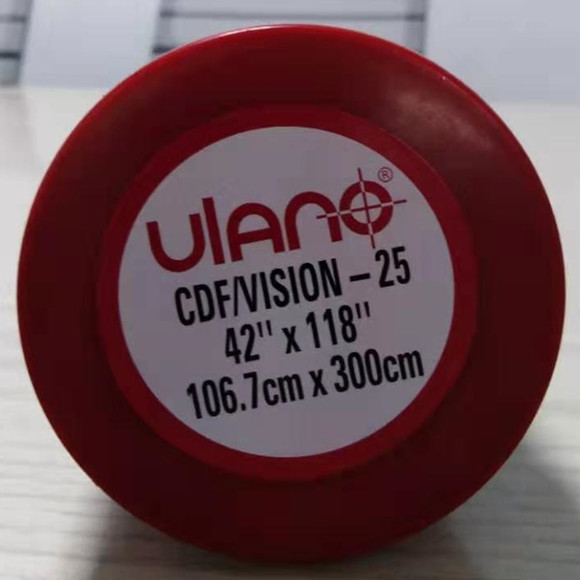 ulano®
CDF/VISION – 25
42" x 118"
106.7cm x 300cm